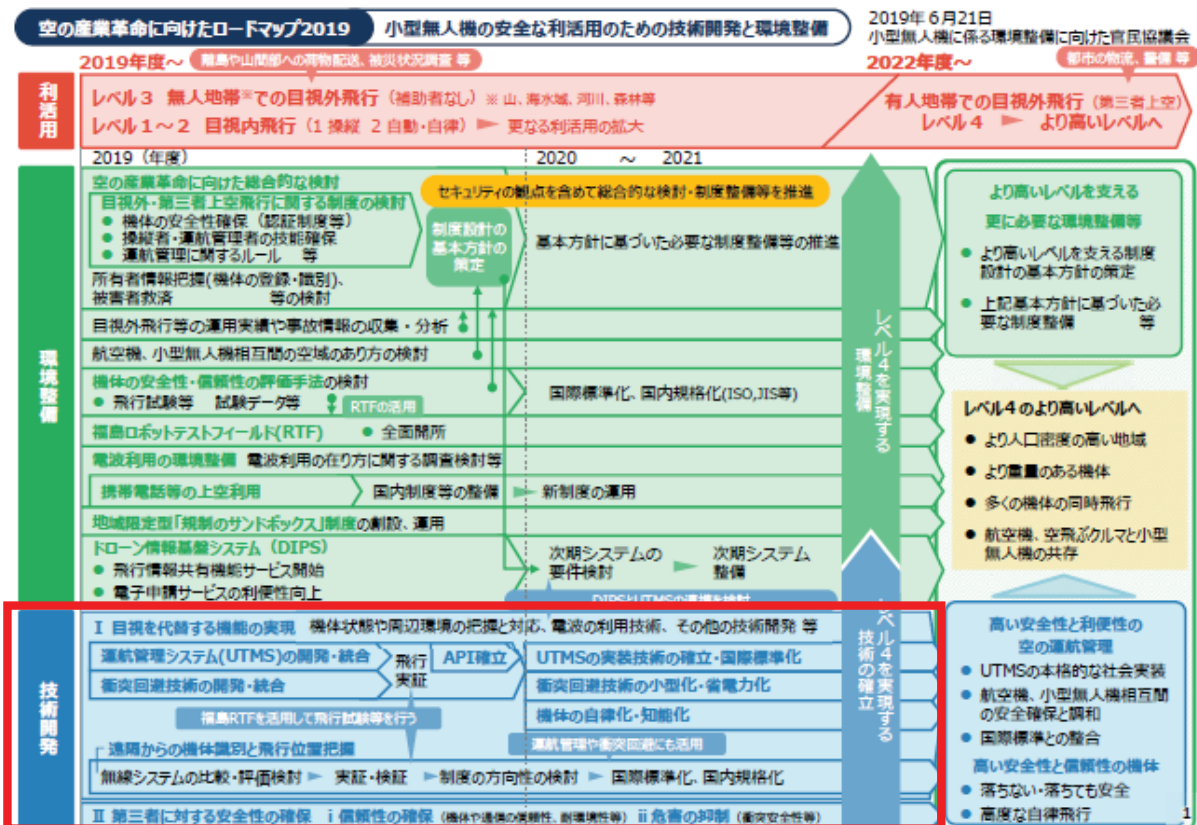 空の産業革命に向けたロードマップ2019
小型無人機の安全な利活用のための技術開発と環境整備
2019年6月21日
小型無人機に係る環境整備に向けた官民協議会
2019年度～
離島や山間部への荷物配送、被災状況調査 等
2022年度～
都市の物流、警備 等
利活用
レベル3 無人地帯※での目視外飛行（補助者なし）※ 山、海水域、河川、森林等
レベル1～2 目視内飛行（1 操縦 2 自動・自律） ▶ 更なる利活用の拡大
有人地帯での目視外飛行（第三者上空）
レベル4 ▶ より高いレベルへ
2019（年度）
2020 ～ 2021
環境整備
空の産業革命に向けた総合的な検討
セキュリティの観点を含めて総合的な検討・制度整備等を推進
目視外・第三者上空飛行に関する制度の検討
● 機体の安全性確保（認証制度等）
● 操縦者・運航管理者の技能確保
● 運航管理に関するルール 等
制度設計の
基本方針の
策定
基本方針に基づいた必要な制度整備等の推進
所有者情報把握(機体の登録・識別)、
被害者救済 等の検討
目視外飛行等の運用実績や事故情報の収集・分析
航空機、小型無人機相互間の空域のあり方の検討
機体の安全性・信頼性の評価手法の検討
● 飛行試験等 試験データ等
RTFの活用
国際標準化、国内規格化(ISO,JIS等)
福島ロボットテストフィールド(RTF) ● 全面開所
電波利用の環境整備 電波利用の在り方に関する調査検討等
携帯電話等の上空利用
国内制度等の整備 ▶ 新制度の運用
地域限定型「規制のサンドボックス」制度の創設、運用
ドローン情報基盤システム（DIPS）
● 飛行情報共有機能サービス開始
● 電子申請サービスの利便性向上
次期システムの
要件検討
▶ 次期システム
整備
DIPSとUTMSの連携を検討
レベル4を実現する
環境整備
より高いレベルを支える
更に必要な環境整備等
● より高いレベルを支える制度
設計の基本方針の策定
● 上記基本方針に基づいた必
要な制度整備 等
レベル4のより高いレベルへ
● より人口密度の高い地域
● より重量のある機体
● 多くの機体の同時飛行
● 航空機、空飛ぶクルマと小型
無人機の共存
技術開発
Ⅰ 目視を代替する機能の実現 機体状態や周辺環境の把握と対応、電波の利用技術、その他の技術開発 等
運航管理システム(UTMS)の開発・統合
衝突回避技術の開発・統合
飛行
実証
API確立
UTMSの実装技術の確立・国際標準化
衝突回避技術の小型化・省電力化
機体の自律化・知能化
福島RTFを活用して飛行試験等を行う
運航管理や衝突回避にも活用
遠隔からの機体識別と飛行位置把握
無線システムの比較・評価検討 ▶ 実証・検証 ▶ 制度の方向性の検討 ▶ 国際標準化、国内規格化
Ⅱ 第三者に対する安全性の確保 ⅰ 信頼性の確保（機体や通信の信頼性、耐環境性等） ⅱ 危害の抑制（衝突安全性等）
レベル4を実現する
技術の確立
高い安全性と利便性の
空の運航管理
● UTMSの本格的な社会実装
● 航空機、小型無人機相互間
の安全確保と調和
● 国際標準との整合
高い安全性と信頼性の機体
● 落ちない・落ちても安全
● 高度な自律飛行
1